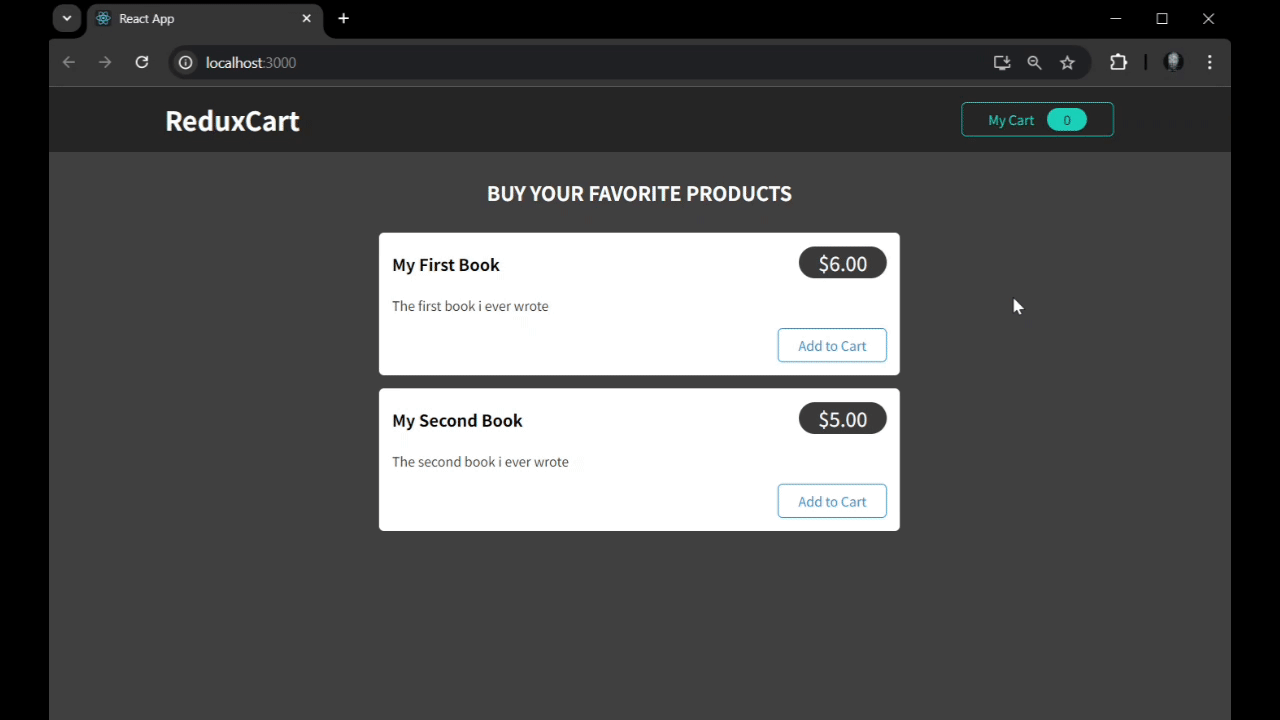 React App
localhost:3000
ReduxCart
My Cart 0
BUY YOUR FAVORITE PRODUCTS
My First Book $6.00
The first book i ever wrote
Add to Cart
My Second Book $5.00
The second book i ever wrote
Add to Cart